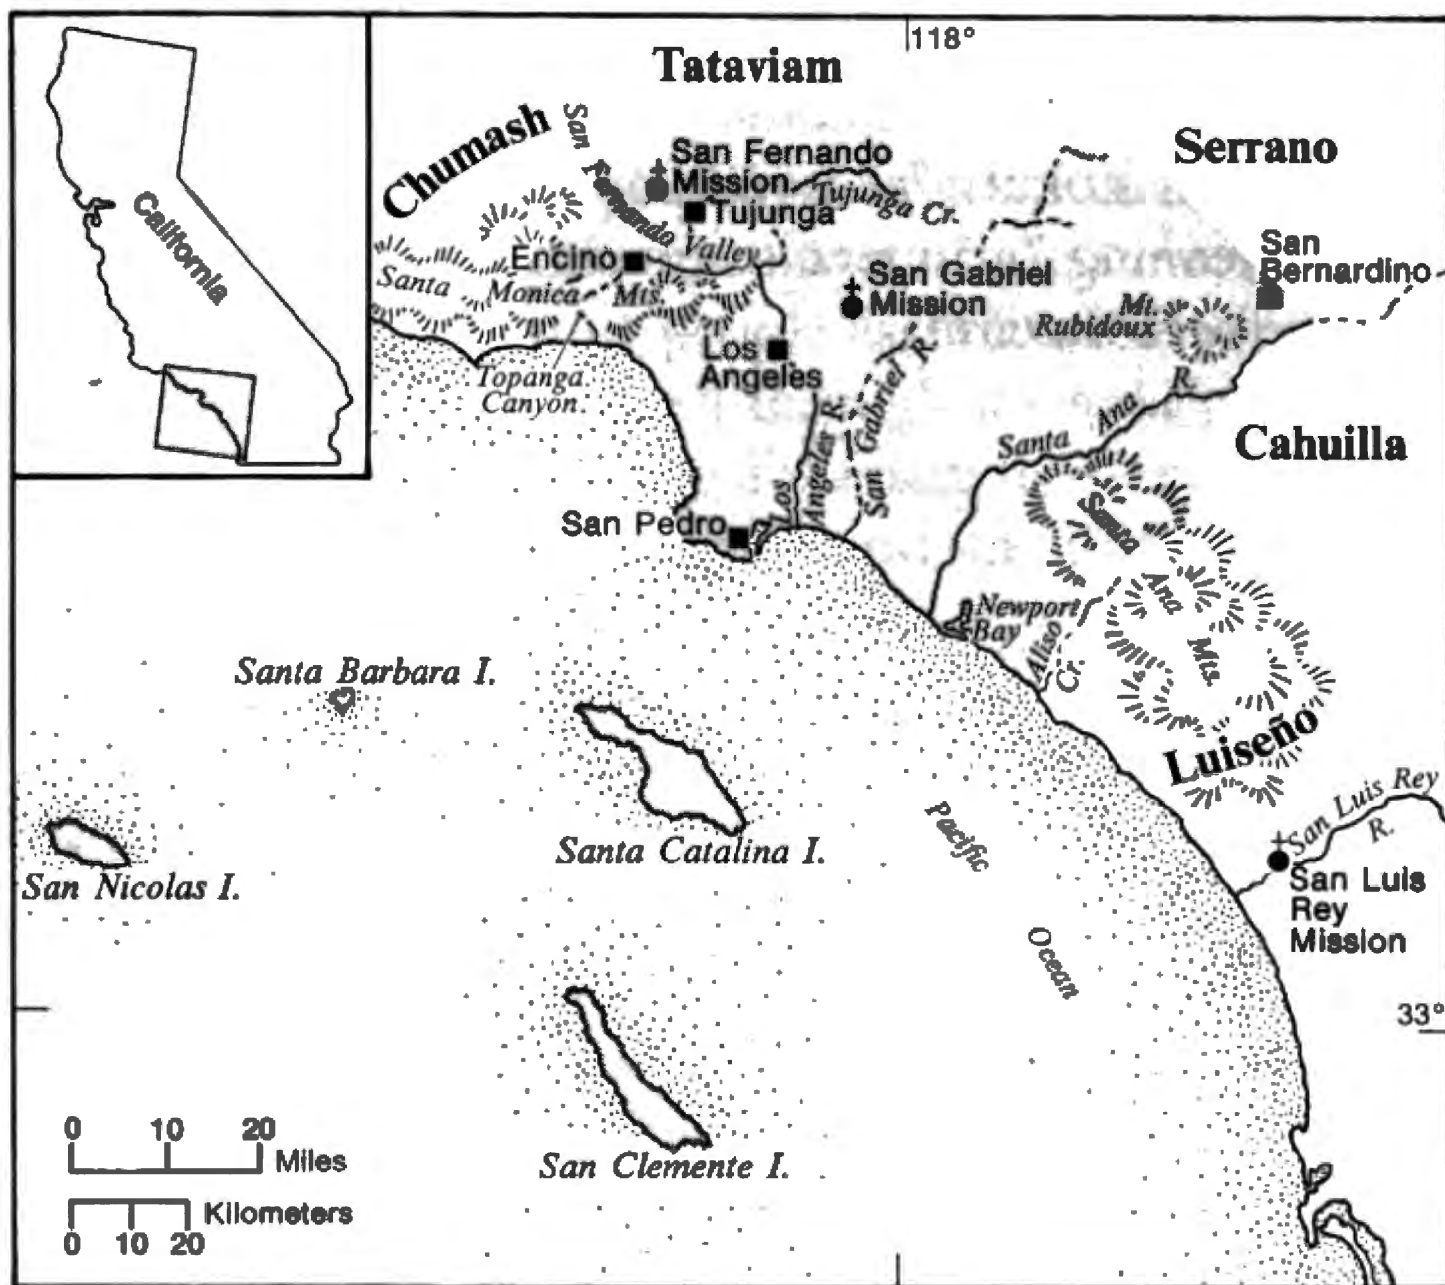 118°
Tataviam
Chumash
San Fernando Valley
Serrano
San Fernando
Mission
Tujunga
Tujunga Cr.
California
Encino
San Gabriel
Mission
San
Bernardino
Santa Monica Mts.
Mt.
Rubidoux
Los
Angeles
Topanga
Canyon
San Gabriel R.
Los Angeles R.
Santa Ana R.
Cahuilla
San Pedro
Santa Ana Mts.
Newport
Bay
Aliso
Cr.
Santa Barbara I.
Luiseño
San Luis Rey
R.
Santa Catalina I.
Pacific
Ocean
San Nicolas I.
San Luis
Rey
Mission
33°
San Clemente I.
0 10 20
Miles
Kilometers
0 10 20